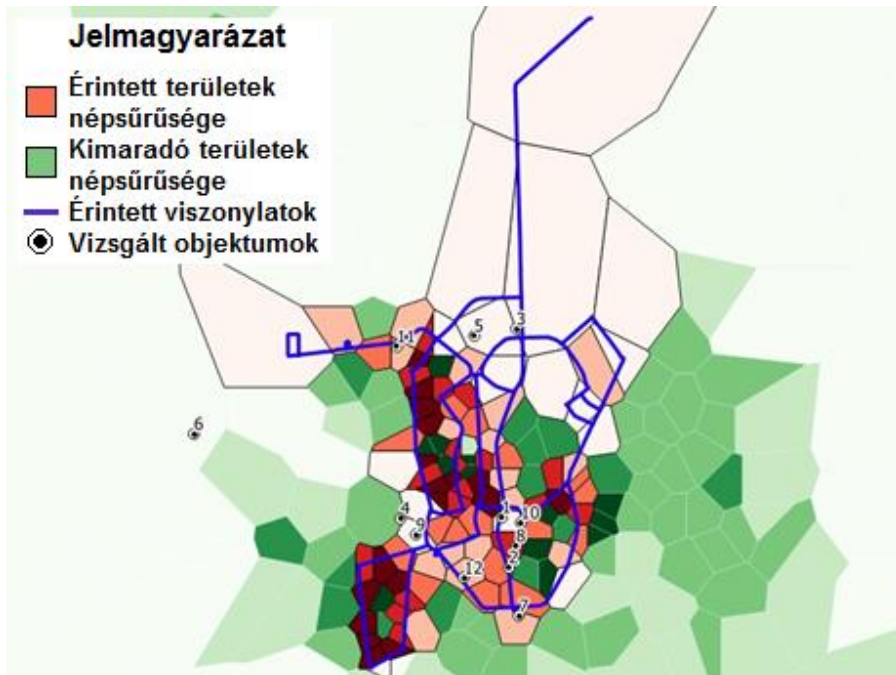 Jelmagyarázat
Érintett területek
népsűrűsége
Kimaradó területek
népsűrűsége
Érintett viszonylatok
Vizsgált objektumok
3
5
11
6
1
10
4
9
8
2
12
7